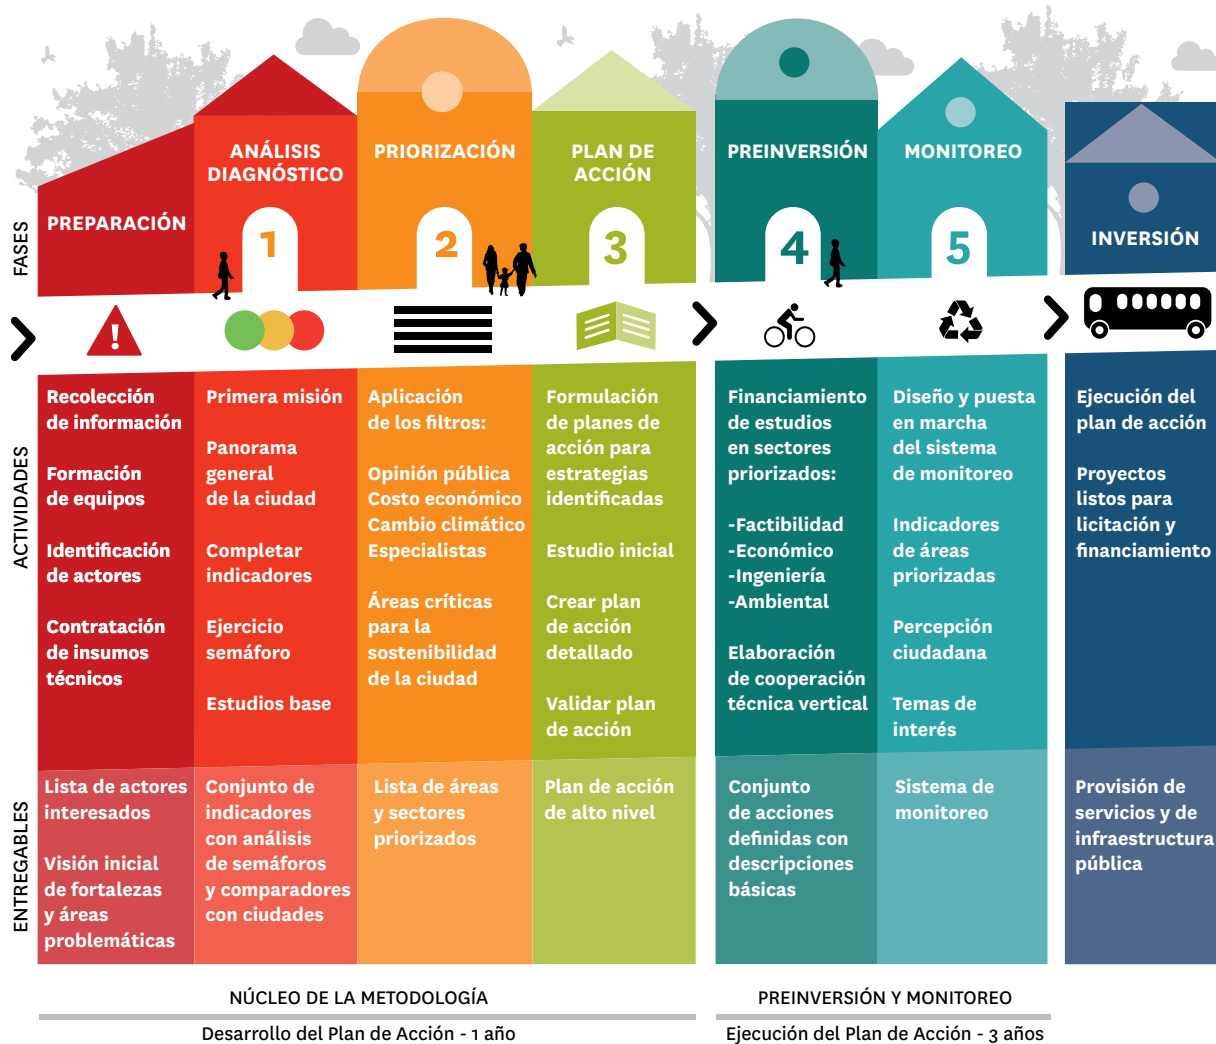 FASES
PREPARACIÓN
ANÁLISIS
DIAGNÓSTICO
1
PRIORIZACIÓN
2
PLAN DE
ACCIÓN
3
PREINVERSIÓN
4
MONITOREO
5
INVERSIÓN
ACTIVIDADES
Recolección
de información
Formación
de equipos
Identificación
de actores
Contratación
de insumos
técnicos
Primera misión
Panorama
general
de la ciudad
Completar
indicadores
Ejercicio
semáforo
Estudios base
Aplicación
de los filtros:
Opinión pública
Costo económico
Cambio climático
Especialistas
Áreas críticas
para la
sostenibilidad
de la ciudad
Formulación
de planes de
acción para
estrategias
identificadas
Estudio inicial
Crear plan
de acción
detallado
Validar plan
de acción
Financiamiento
de estudios
en sectores
priorizados:
-Factibilidad
-Económico
-Ingeniería
-Ambiental
Elaboración
de cooperación
técnica vertical
Diseño y puesta
en marcha
del sistema
de monitoreo
Indicadores
de áreas
priorizadas
Percepción
ciudadana
Temas de
interés
Ejecución del
plan de acción
Proyectos
listos para
licitación y
financiamiento
ENTREGABLES
Lista de actores
interesados
Visión inicial
de fortalezas
y áreas
problemáticas
Conjunto de
indicadores
con análisis
de semáforos
y comparadores
con ciudades
Lista de áreas
y sectores
priorizados
Plan de acción
de alto nivel
Conjunto
de acciones
definidas con
descripciones
básicas
Sistema de
monitoreo
Provisión de
servicios y de
infraestructura
pública
NÚCLEO DE LA METODOLOGÍA
Desarrollo del Plan de Acción - 1 año
PREINVERSIÓN Y MONITOREO
Ejecución del Plan de Acción - 3 años